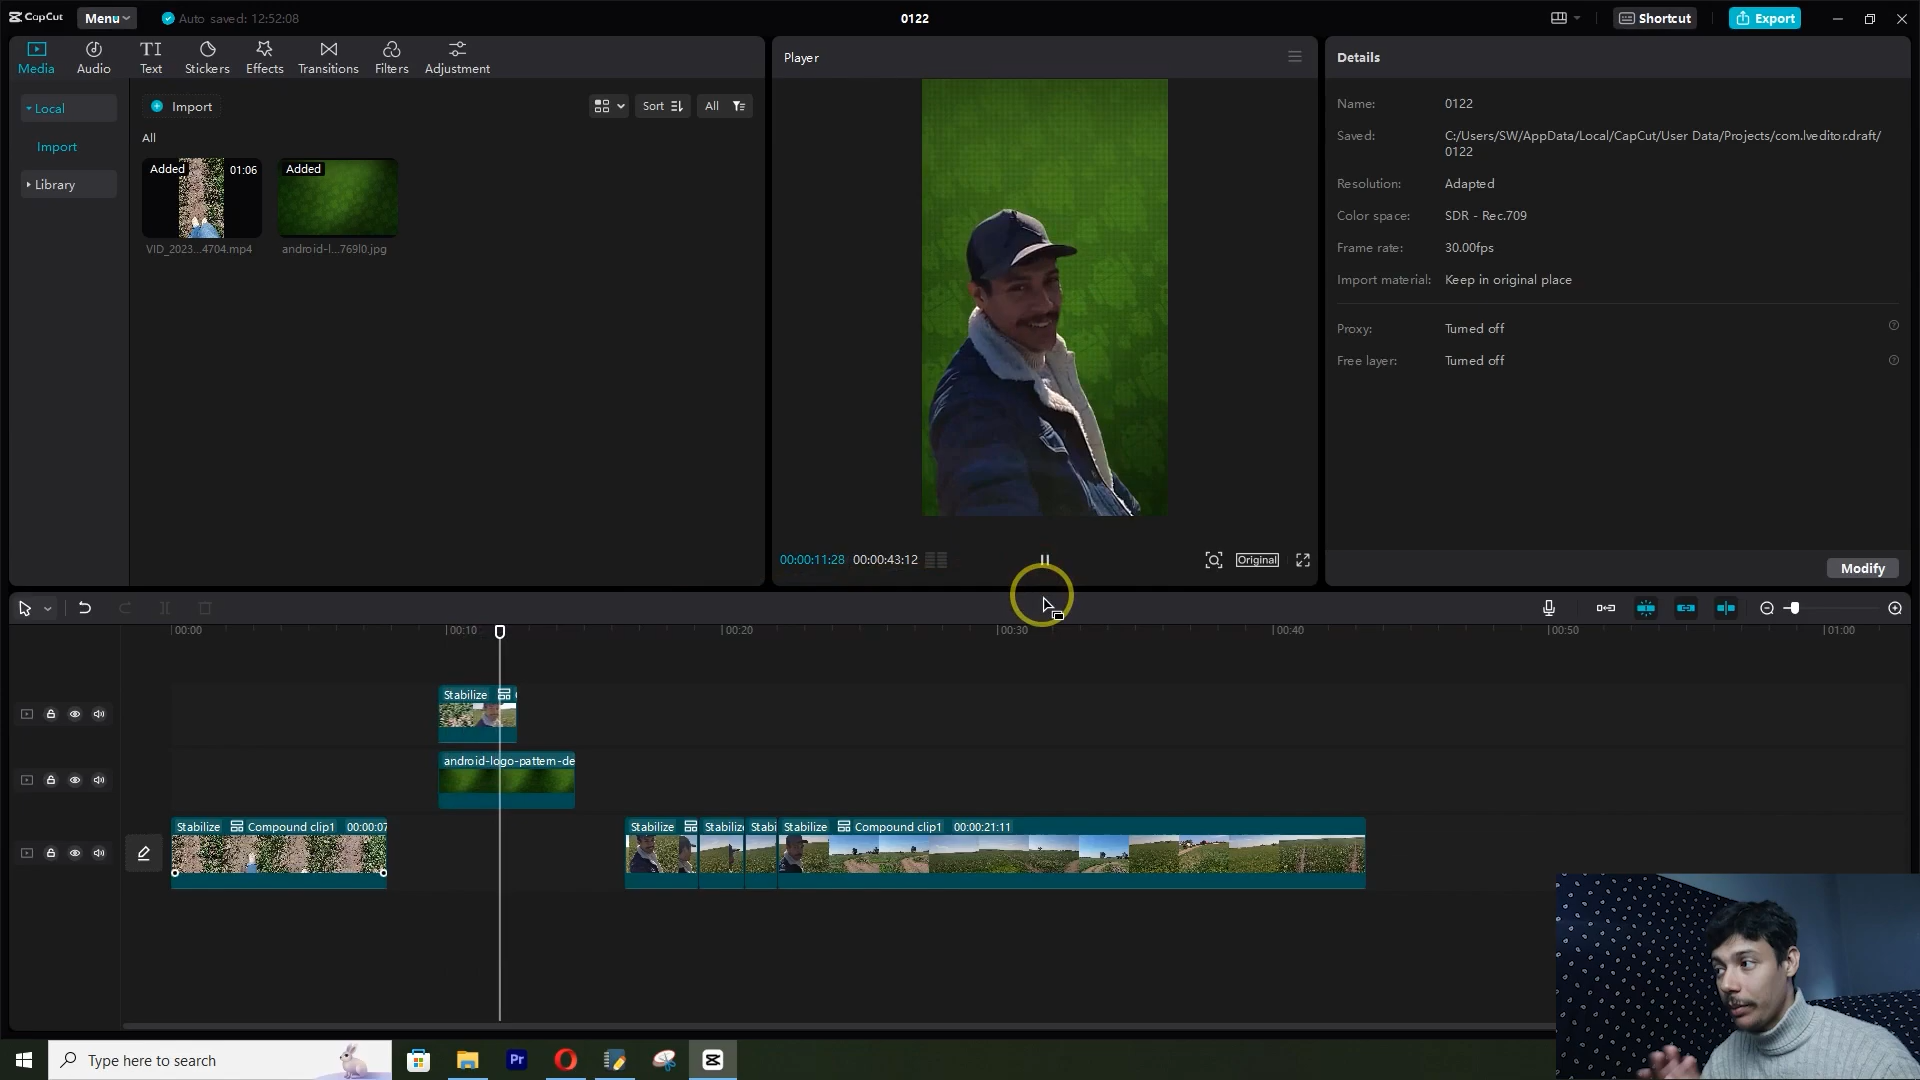 CapCut
Menu
Auto saved: 12:52:08
0122
Shortcut
Export
Media
Audio
TI
Text
Stickers
Effects
Transitions
Filters
Adjustment
Local
Import
Library
Import
Sort
All
All
Added
01:06
VID_2023...4704.mp4
Added
android-l...769l0.jpg
Player
00:00:11:28
00:00:43:12
Original
Details
Name:
0122
Saved:
C:/Users/SW/AppData/Local/CapCut/User Data/Projects/com.lveditor.draft/
0122
Resolution:
Adapted
Color space:
SDR - Rec.709
Frame rate:
30.00fps
Import material:
Keep in original place
Proxy:
Turned off
Free layer:
Turned off
Modify
00:00
00:10
00:20
00:30
00:40
00:50
01:00
Stabilize
android-logo-pattern-de
Stabilize
Compound clip1
00:00:07
Stabilize
Stabiliz
Stabi
Stabilize
Compound clip1
00:00:21:11
Type here to search
Pr